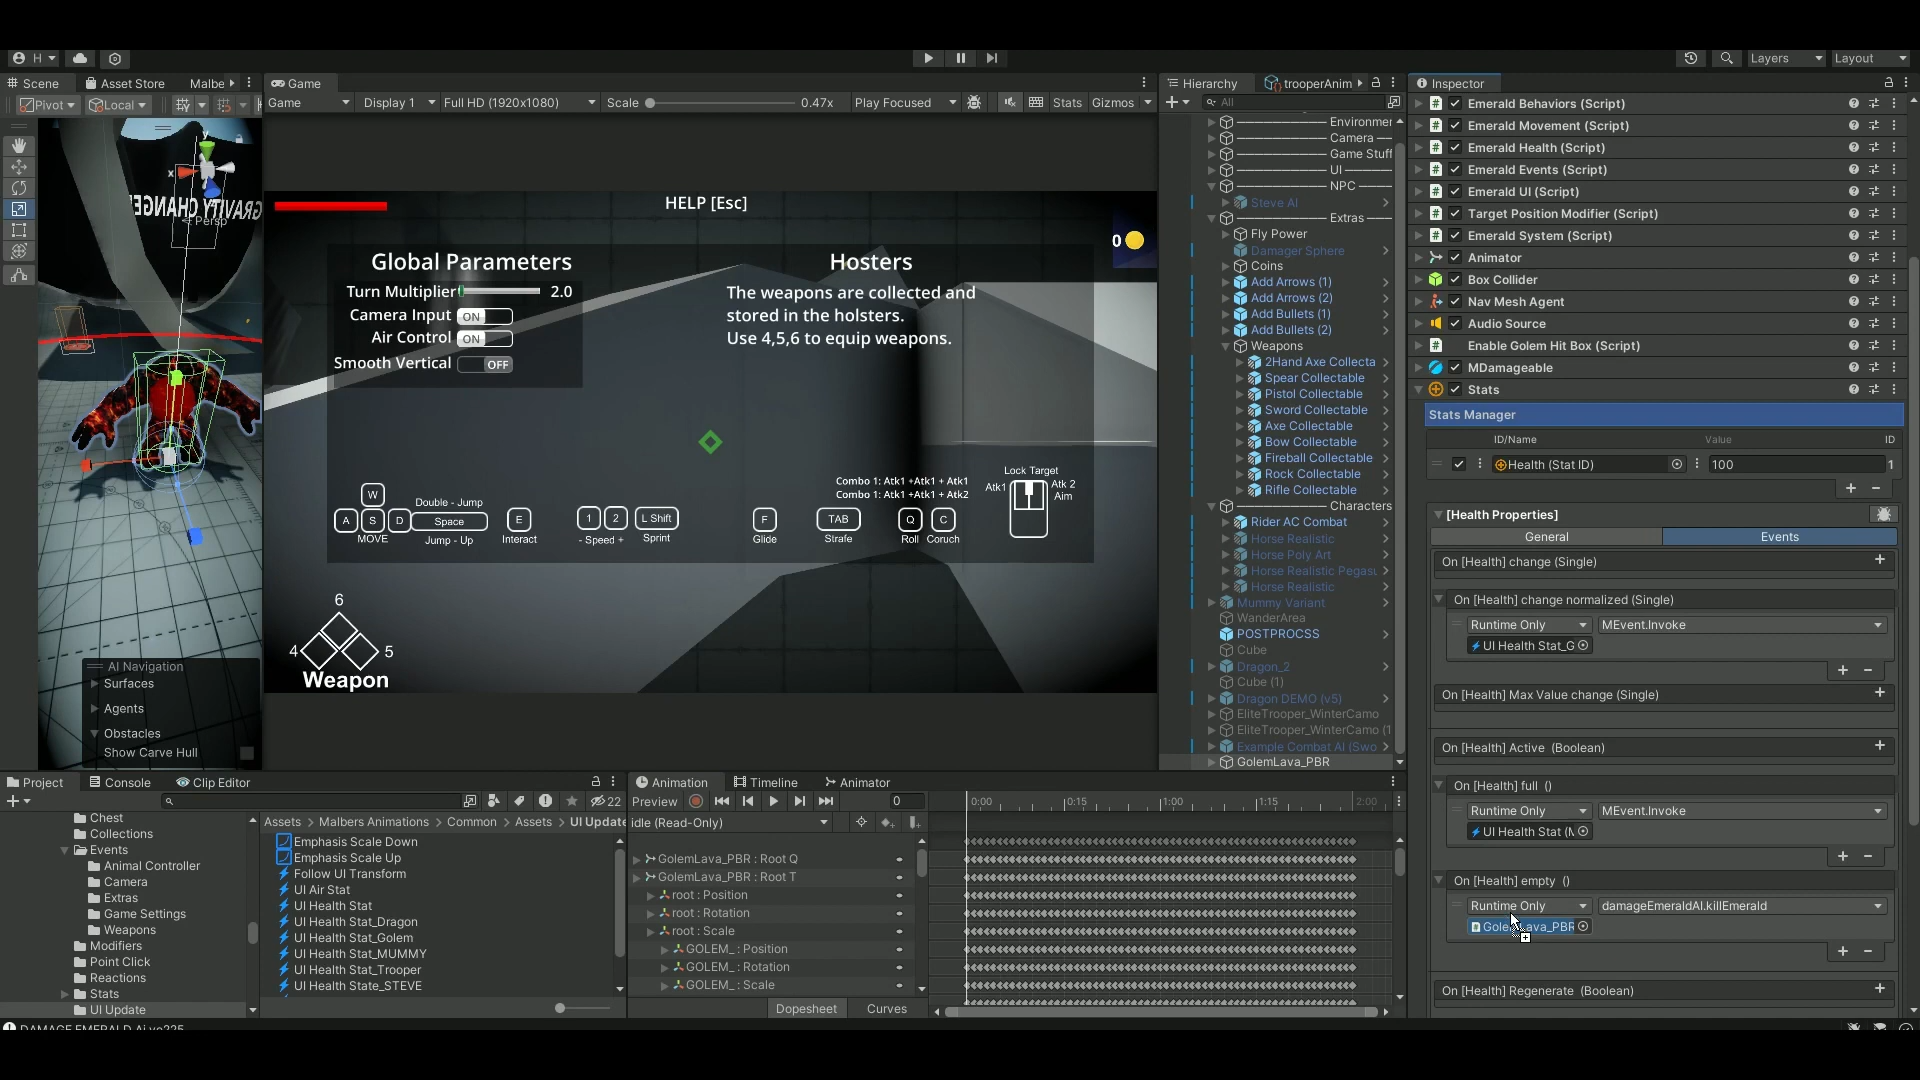 H
Layers
Layout
Scene
Asset Store
Malbe
Game
Hierarchy
trooperAnim
Inspector
Pivot
Local
Game
Display 1
Full HD (1920x1080)
Scale
0.47x
Play Focused
Stats
Gizmos
All
y
x
Persp
HELP [Esc]
0
Global Parameters
Turn Multiplier
2.0
Camera Input
ON
Air Control
ON
Smooth Vertical
OFF
Hosters
The weapons are collected and
stored in the holsters.
Use 4,5,6 to equip weapons.
Combo 1: Atk1 +Atk1 + Atk1
Combo 1: Atk1 +Atk1 + Atk2
Lock Target
Atk1
Atk 2
Aim
W
A
S
D
MOVE
Double - Jump
Space
Jump - Up
E
Interact
1
2
- Speed +
L Shift
Sprint
F
Glide
TAB
Strafe
Q
Roll
C
Coruch
6
4
5
Weapon
AI Navigation
Surfaces
Agents
Obstacles
Show Carve Hull
Environmer
Camera
Game Stuff
UI
NPC
Steve AI
Extras
Fly Power
Damager Sphere
Coins
Add Arrows (1)
Add Arrows (2)
Add Bullets (1)
Add Bullets (2)
Weapons
2Hand Axe Collecta
Spear Collectable
Pistol Collectable
Sword Collectable
Axe Collectable
Bow Collectable
Fireball Collectable
Rock Collectable
Rifle Collectable
Characters
Rider AC Combat
Horse Realistic
Horse Poly Art
Horse Realistic Pegasu
Horse Realistic
Mummy Variant
WanderArea
POSTPROCSS
Cube
Dragon_2
Cube (1)
Dragon DEMO (v5)
EliteTrooper_WinterCamo
EliteTrooper_WinterCamo (1
Example Combat AI (Swo
GolemLava_PBR
Emerald Behaviors (Script)
Emerald Movement (Script)
Emerald Health (Script)
Emerald Events (Script)
Emerald UI (Script)
Target Position Modifier (Script)
Emerald System (Script)
Animator
Box Collider
Nav Mesh Agent
Audio Source
Enable Golem Hit Box (Script)
MDamageable
Stats
Stats Manager
ID/Name
Value
ID
Health (Stat ID)
100
1
[Health Properties]
General
Events
On [Health] change (Single)
On [Health] change normalized (Single)
Runtime Only
MEvent.Invoke
UI Health Stat_G
On [Health] Max Value change (Single)
On [Health] Active (Boolean)
On [Health] full ()
Runtime Only
MEvent.Invoke
UI Health Stat (M
On [Health] empty ()
Runtime Only
damageEmeraldAI.killEmerald
On [Health] Regenerate (Boolean)
Project
Console
Clip Editor
22
Chest
Collections
Events
Animal Controller
Camera
Extras
Game Settings
Weapons
Modifiers
Point Click
Reactions
Stats
UI Update
Assets > Malbers Animations > Common > Assets > UI Update
Emphasis Scale Down
Emphasis Scale Up
Follow UI Transform
UI Air Stat
UI Health Stat
UI Health Stat_Dragon
UI Health Stat_Golem
UI Health Stat_MUMMY
UI Health Stat_Trooper
UI Health State_STEVE
Animation
Timeline
Animator
Preview
0
0:00
0:15
1:00
1:15
2:00
idle (Read-Only)
GolemLava_PBR : Root Q
GolemLava_PBR : Root T
root : Position
root : Rotation
root : Scale
GOLEM_ : Position
GOLEM_ : Rotation
GOLEM_ : Scale
Dopesheet
Curves